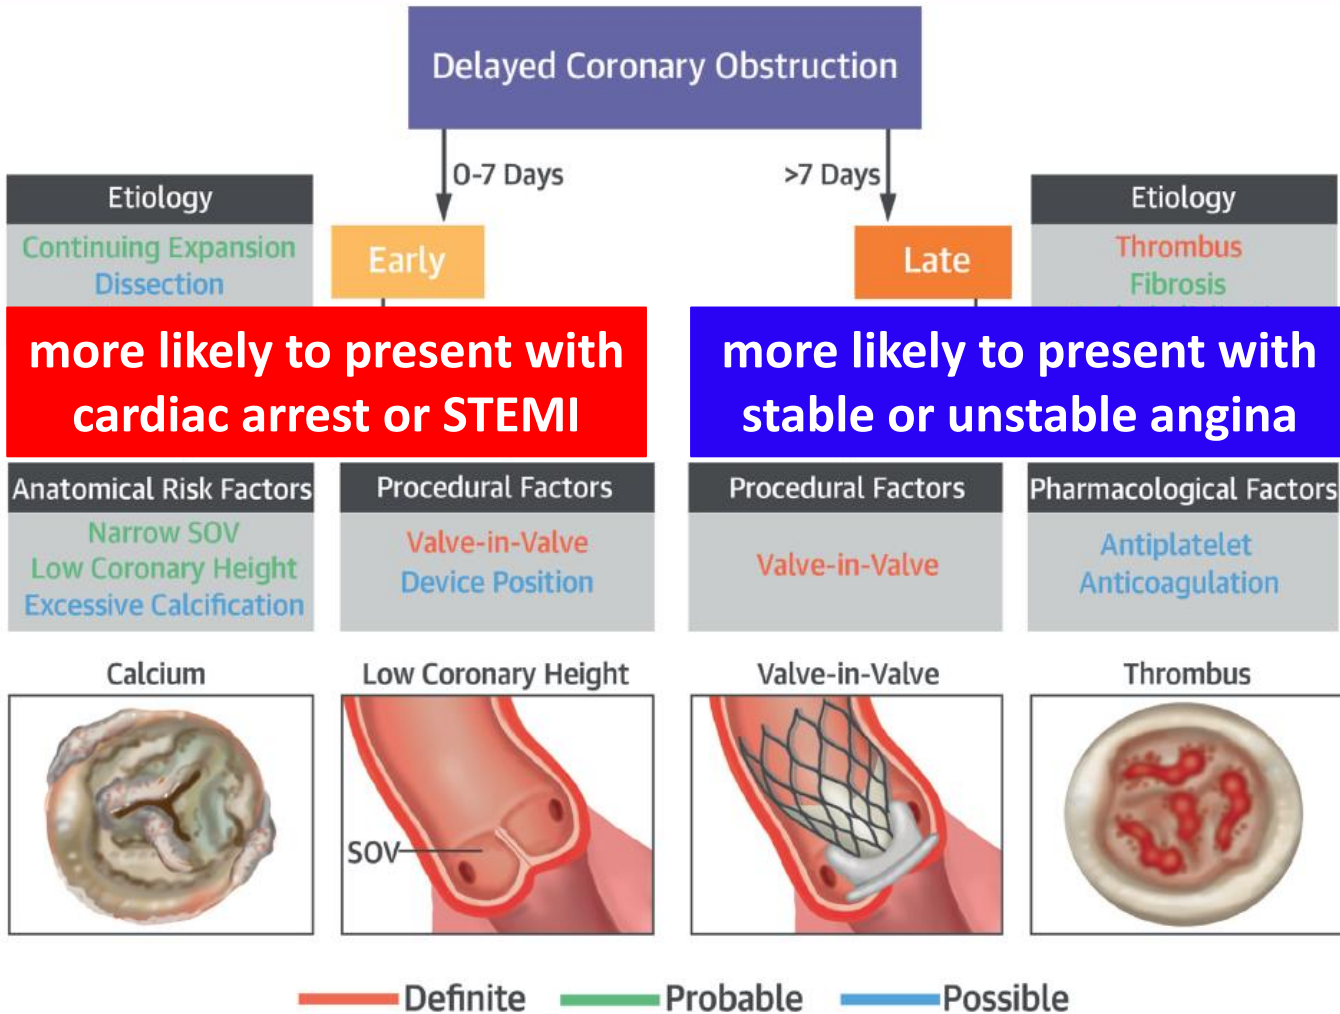 Delayed Coronary Obstruction
0-7 Days
>7 Days
Etiology
Continuing Expansion
Dissection
Early
Late
Etiology
Thrombus
Fibrosis
more likely to present with
cardiac arrest or STEMI
more likely to present with
stable or unstable angina
Anatomical Risk Factors
Narrow SOV
Low Coronary Height
Excessive Calcification
Procedural Factors
Valve-in-Valve
Device Position
Procedural Factors
Valve-in-Valve
Pharmacological Factors
Antiplatelet
Anticoagulation
Calcium
Low Coronary Height
Valve-in-Valve
Thrombus
SOV
Definite
Probable
Possible